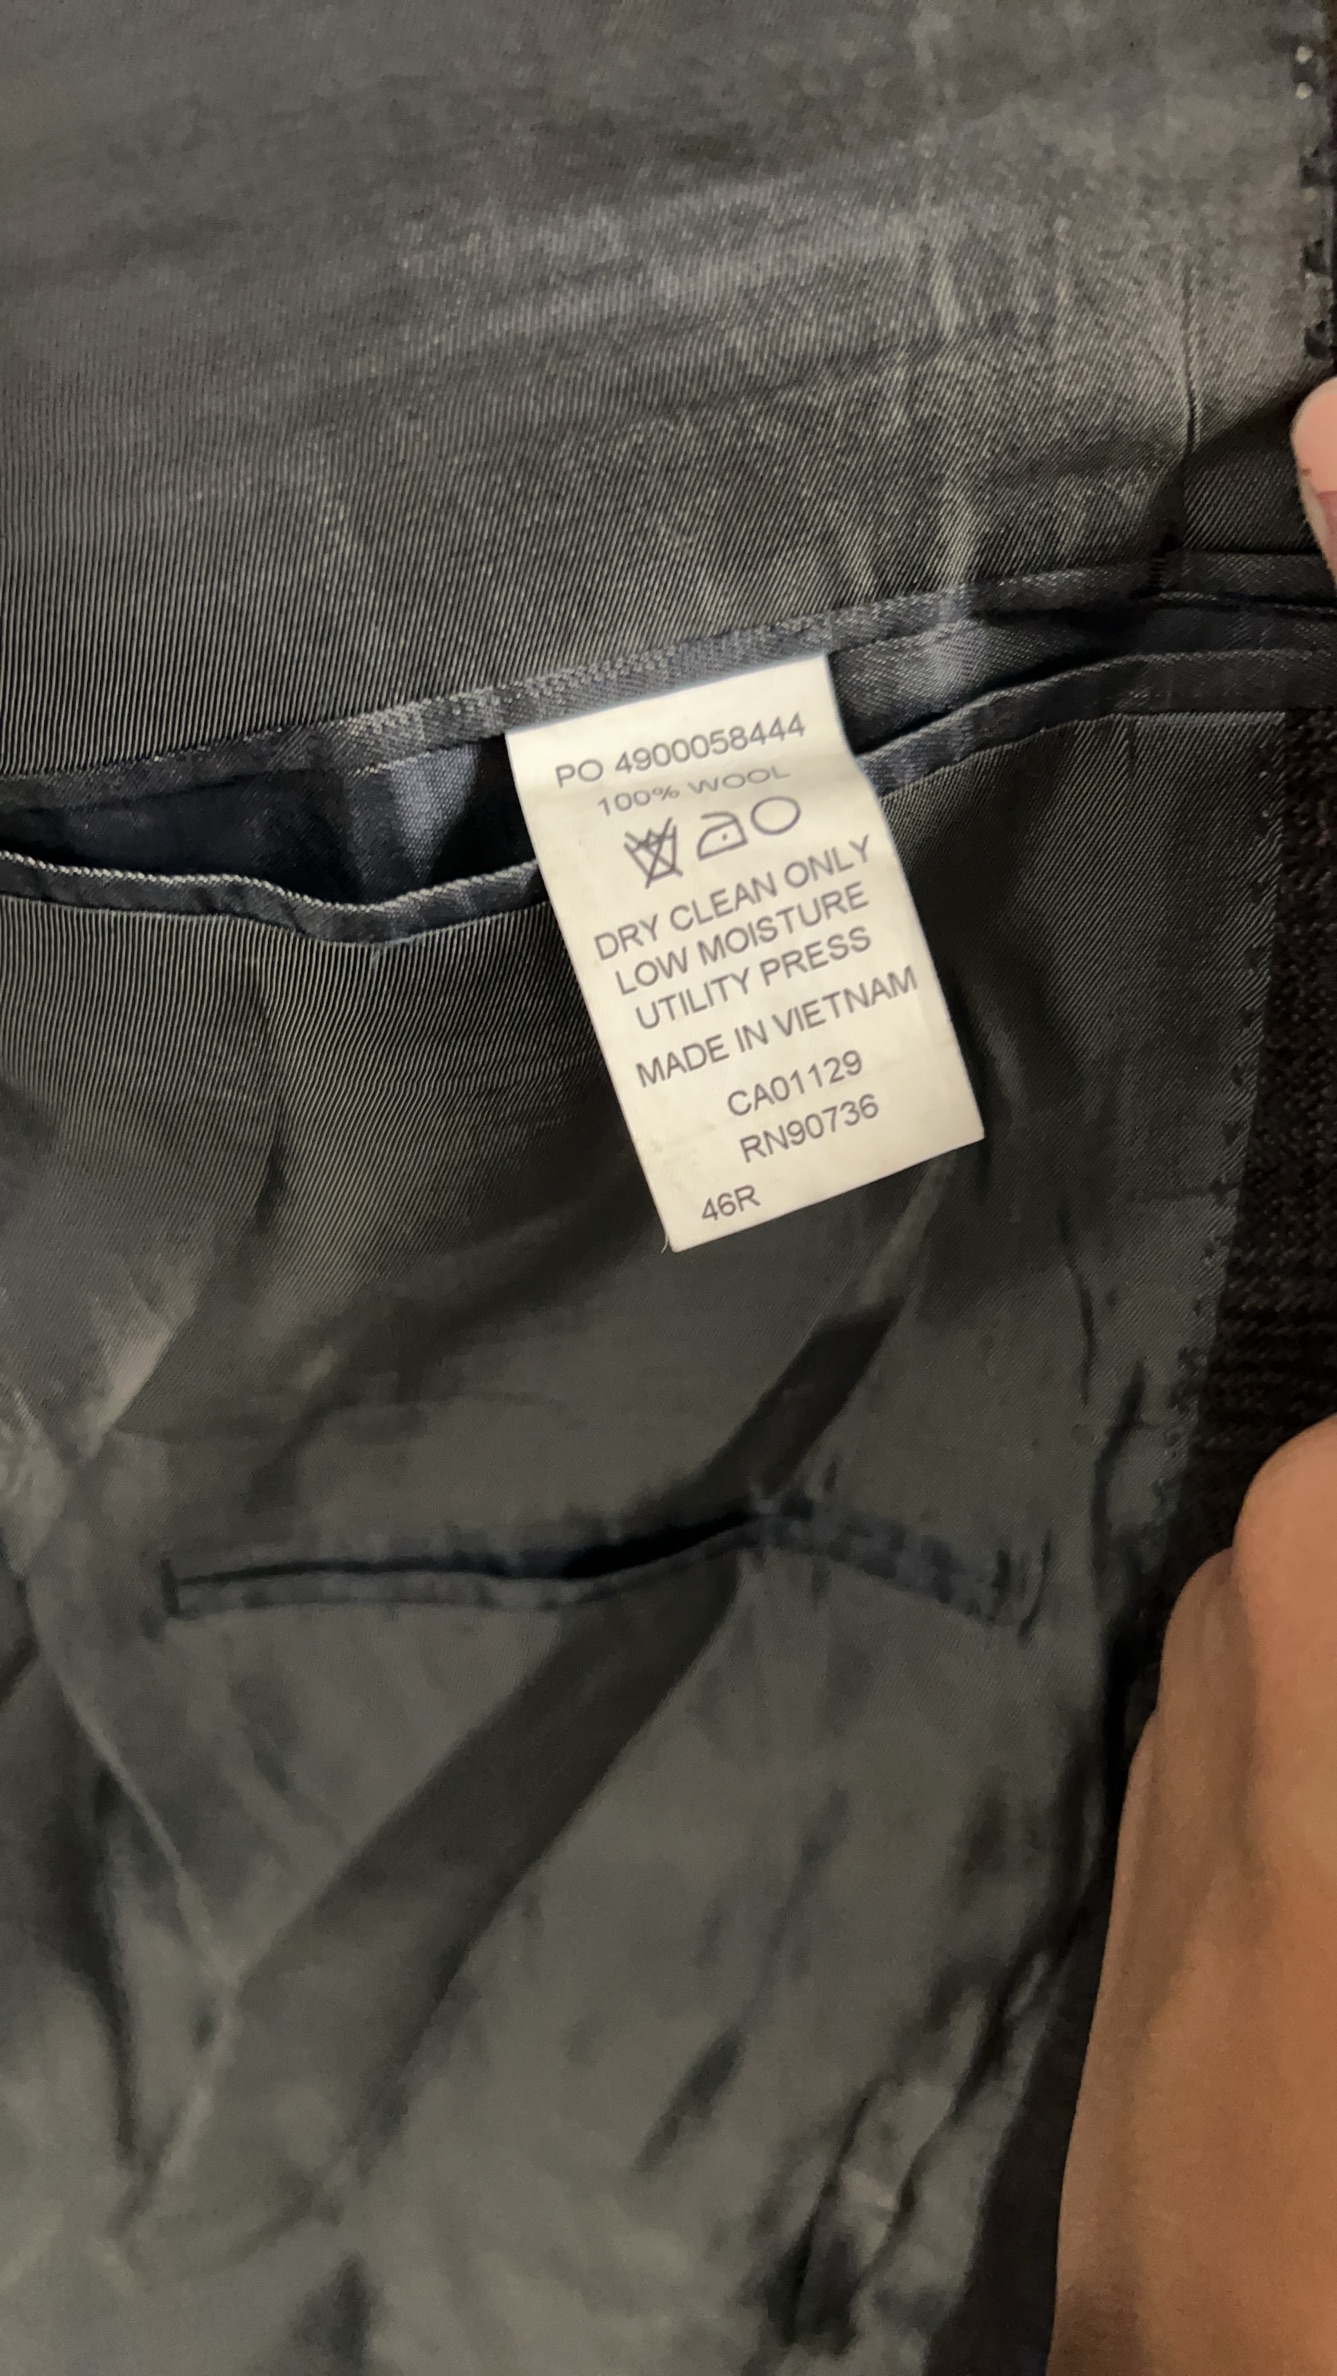 PO 4900058444
100% WOOL
DRY CLEAN ONLY
LOW MOISTURE
UTILITY PRESS
MADE IN VIETNAM
CA01129
RN90736
46R